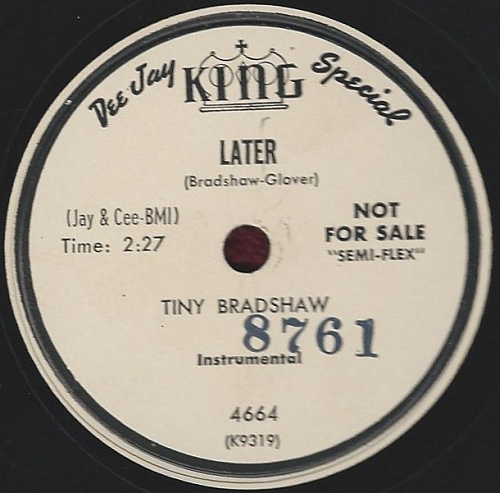 Dee Jay KING Special
LATER
(Bradshaw-Glover)
(Jay & Cee-BMI)
Time: 2:27
NOT
FOR SALE
"SEMI-FLEX"
TINY BRADSHAW
8761
Instrumental
4664
(K9319)